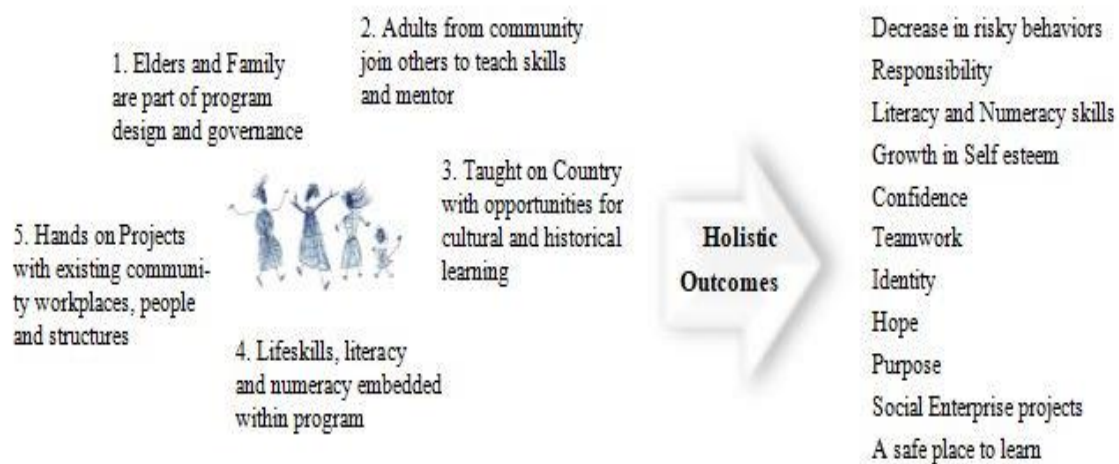 1. Elders and Family
are part of program
design and governance
2. Adults from community
join others to teach skills
and mentor
3. Taught on Country
with opportunities for
cultural and historical
learning
4. Lifeskills, literacy
and numeracy embedded
within program
5. Hands on Projects
with existing communi-
ty workplaces, people
and structures
Holistic
Outcomes
Decrease in risky behaviors
Responsibility
Literacy and Numeracy skills
Growth in Self esteem
Confidence
Teamwork
Identity
Hope
Purpose
Social Enterprise projects
A safe place to learn